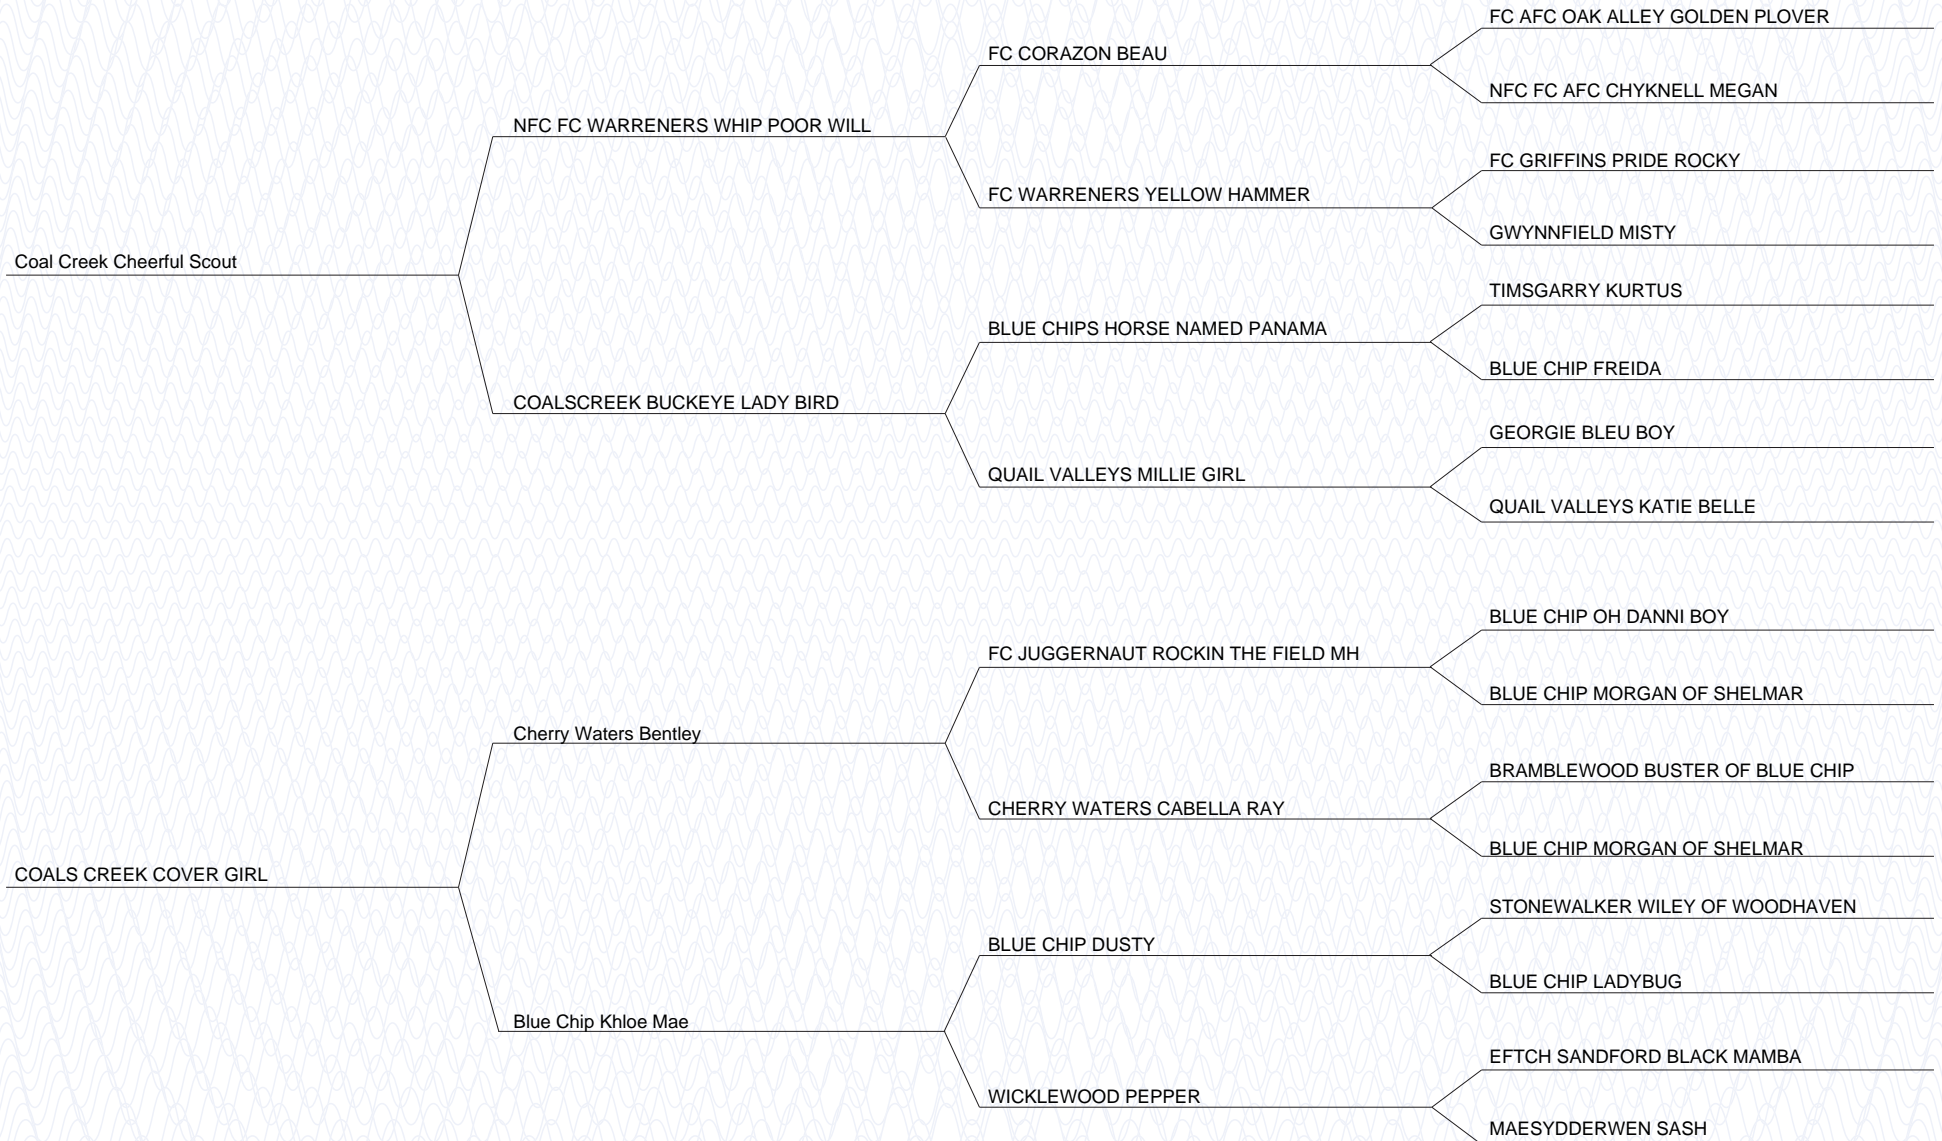 FC AFC OAK ALLEY GOLDEN PLOVER
FC CORAZON BEAU
NFC FC AFC CHYKNELL MEGAN
NFC FC WARRENERS WHIP POOR WILL
FC GRIFFINS PRIDE ROCKY
FC WARRENERS YELLOW HAMMER
GWYNNFIELD MISTY
Coal Creek Cheerful Scout
TIMSGARRY KURTUS
BLUE CHIPS HORSE NAMED PANAMA
BLUE CHIP FREIDA
COALSCREEK BUCKEYE LADY BIRD
GEORGIE BLEU BOY
QUAIL VALLEYS MILLIE GIRL
QUAIL VALLEYS KATIE BELLE
BLUE CHIP OH DANNI BOY
FC JUGGERNAUT ROCKIN THE FIELD MH
BLUE CHIP MORGAN OF SHELMAR
Cherry Waters Bentley
BRAMBLEWOOD BUSTER OF BLUE CHIP
CHERRY WATERS CABELLA RAY
BLUE CHIP MORGAN OF SHELMAR
COALS CREEK COVER GIRL
STONEWALKER WILEY OF WOODHAVEN
BLUE CHIP DUSTY
BLUE CHIP LADYBUG
Blue Chip Khloe Mae
EFTCH SANDFORD BLACK MAMBA
WICKLEWOOD PEPPER
MAESYDDERWEN SASH